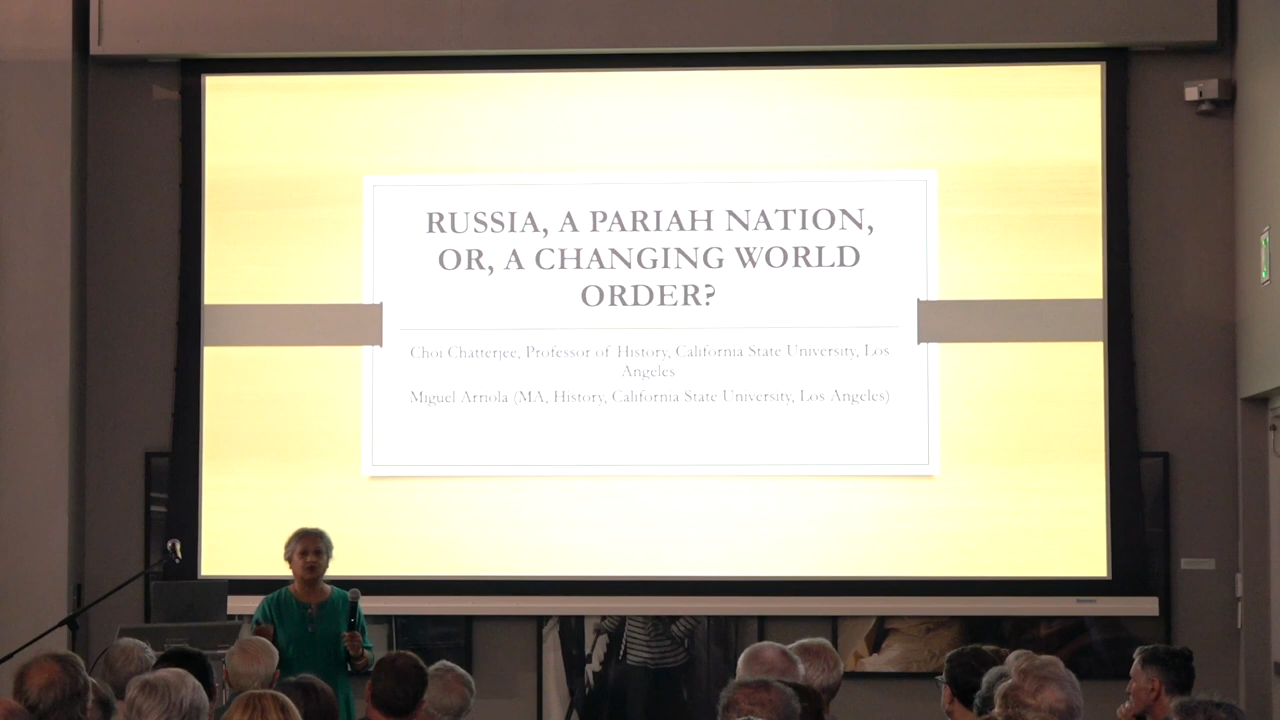 RUSSIA, A PARIAH NATION,
OR, A CHANGING WORLD
ORDER?
Choi Chatterjee, Professor of History, California State University, Los
Angeles
Miguel Arriola (MA, History, California State University, Los Angeles)